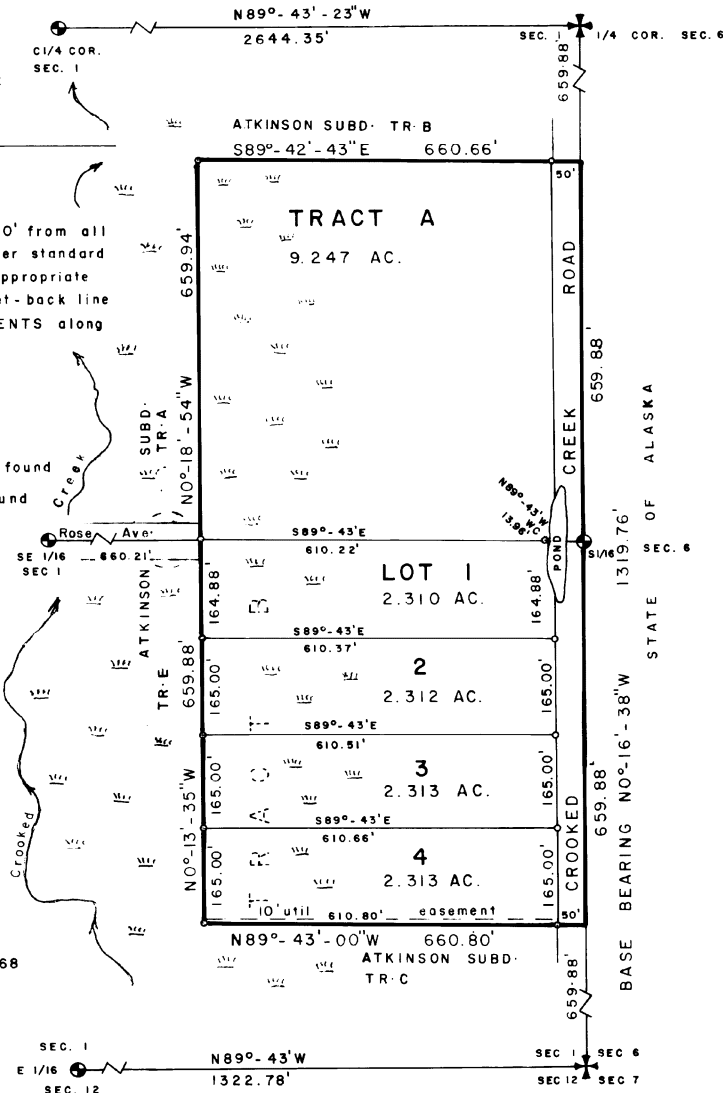 N89°-43'-23"W
2644.35'
C1/4 COR.
SEC. 1
SEC. 1
1/4 COR. SEC. 6
659.88'
ATKINSON SUBD. TR.B
S89°-42'-43"E 660.66'
50'
TRACT A
9.247 AC.
0' from all
er standard
ppropriate
et-back line
ENTS along
659.94'
N0°-18'-54"W
SUBD.
TR.A
ROAD
CREEK
659.88'
found
und
Creek
STATE OF ALASKA
N89°-43'W
WC
13.96'
POND
Rose Ave.
SE 1/16
SEC 1
660.21'
S89°-43'E
610.22'
S1/16
SEC. 6
1319.76'
LOT 1
2.310 AC.
164.88'
164.88'
ATKINSON
TR.E
S89°-43'E
610.37'
659.88'
2
2.312 AC.
165.00'
165.00'
S89°-43'E
610.51'
TRACT B
3
2.313 AC.
165.00'
165.00'
N0°-13'-35"W
S89°-43'E
610.66'
4
2.313 AC.
165.00'
165.00'
CROOKED
659.88'
BASE BEARING N0°-16'-38"W
Crooked
10' util easement
610.80'
50'
N89°-43'-00"W 660.80'
ATKINSON SUBD.
TR.C
68
659.88'
SEC. 1
E 1/16
SEC. 12
N89°-43'W
1322.78'
SEC 1
SEC 6
SEC 12
SEC 7